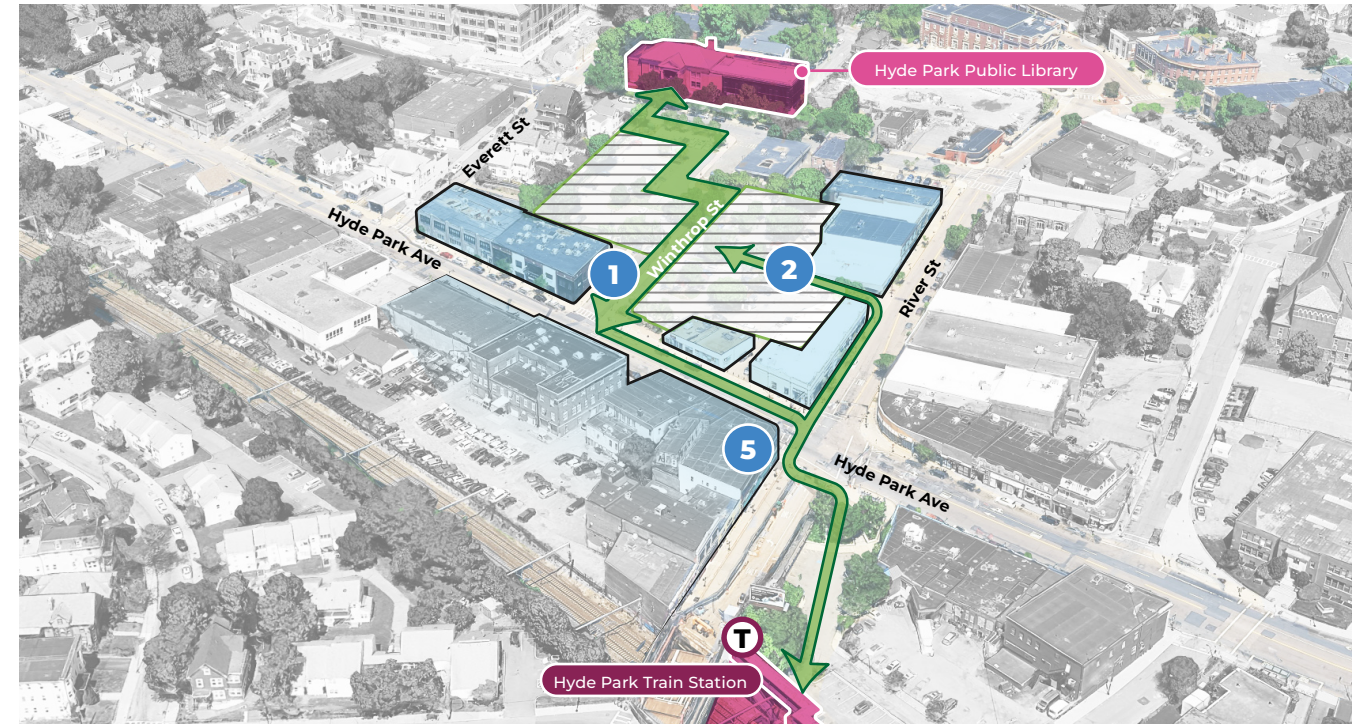 Hyde Park Public Library
Everett St
Hyde Park Ave
Winthrop St
1
2
River St
5
Hyde Park Ave
T
Hyde Park Train Station